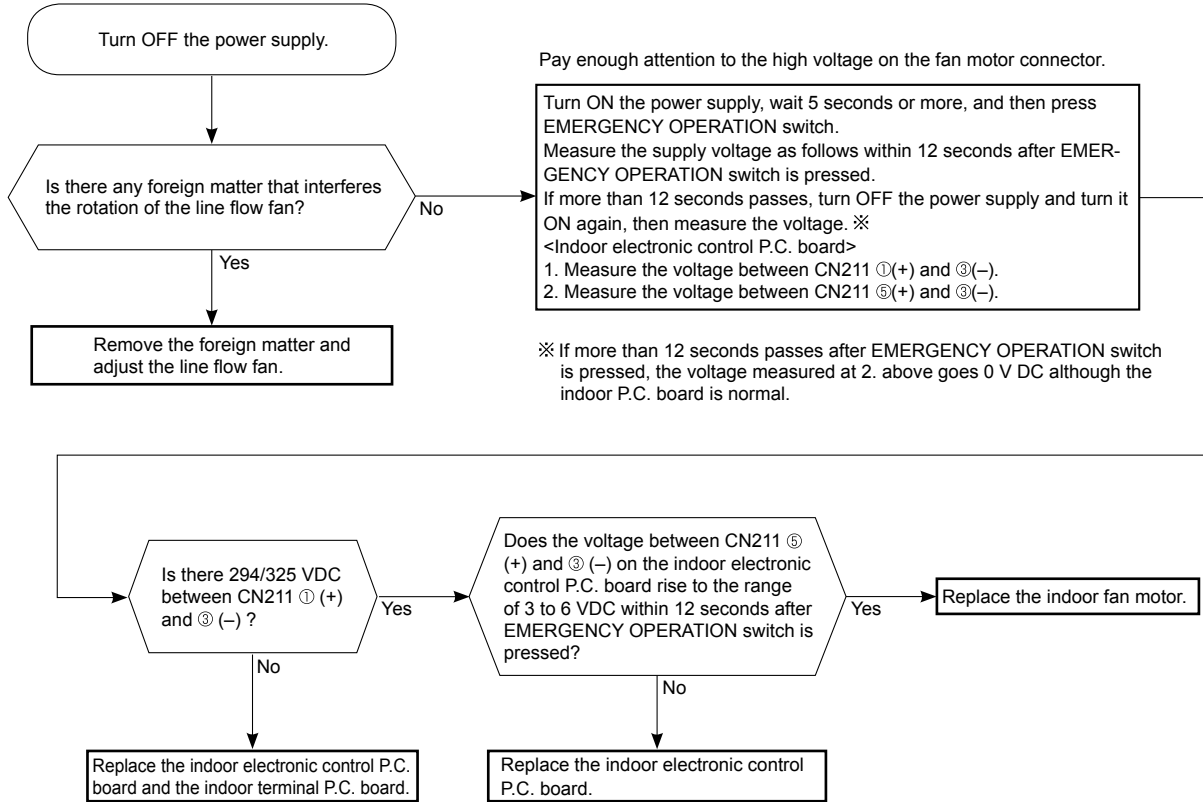 Turn OFF the power supply.
Is there any foreign matter that interferes
the rotation of the line flow fan?
No
Yes
Remove the foreign matter and
adjust the line flow fan.
Pay enough attention to the high voltage on the fan motor connector.
Turn ON the power supply, wait 5 seconds or more, and then press
EMERGENCY OPERATION switch.
Measure the supply voltage as follows within 12 seconds after EMER-
GENCY OPERATION switch is pressed.
If more than 12 seconds passes, turn OFF the power supply and turn it
ON again, then measure the voltage. ※
<Indoor electronic control P.C. board>
1. Measure the voltage between CN211 ①(+) and ③(–).
2. Measure the voltage between CN211 ⑤(+) and ③(–).
※ If more than 12 seconds passes after EMERGENCY OPERATION switch
is pressed, the voltage measured at 2. above goes 0 V DC although the
indoor P.C. board is normal.
Is there 294/325 VDC
between CN211 ① (+)
and ③ (–) ?
Yes
No
Replace the indoor electronic control P.C.
board and the indoor terminal P.C. board.
Does the voltage between CN211 ⑤
(+) and ③ (–) on the indoor electronic
control P.C. board rise to the range
of 3 to 6 VDC within 12 seconds after
EMERGENCY OPERATION switch is
pressed?
Yes
No
Replace the indoor electronic control
P.C. board.
Replace the indoor fan motor.